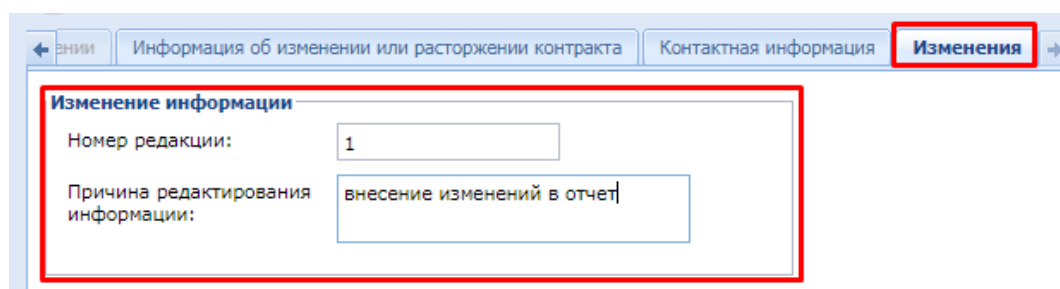 ении Информация об изменении или расторжении контракта Контактная информация Изменения
Изменение информации
Номер редакции: 1
Причина редактирования внесение изменений в отчет
информации: